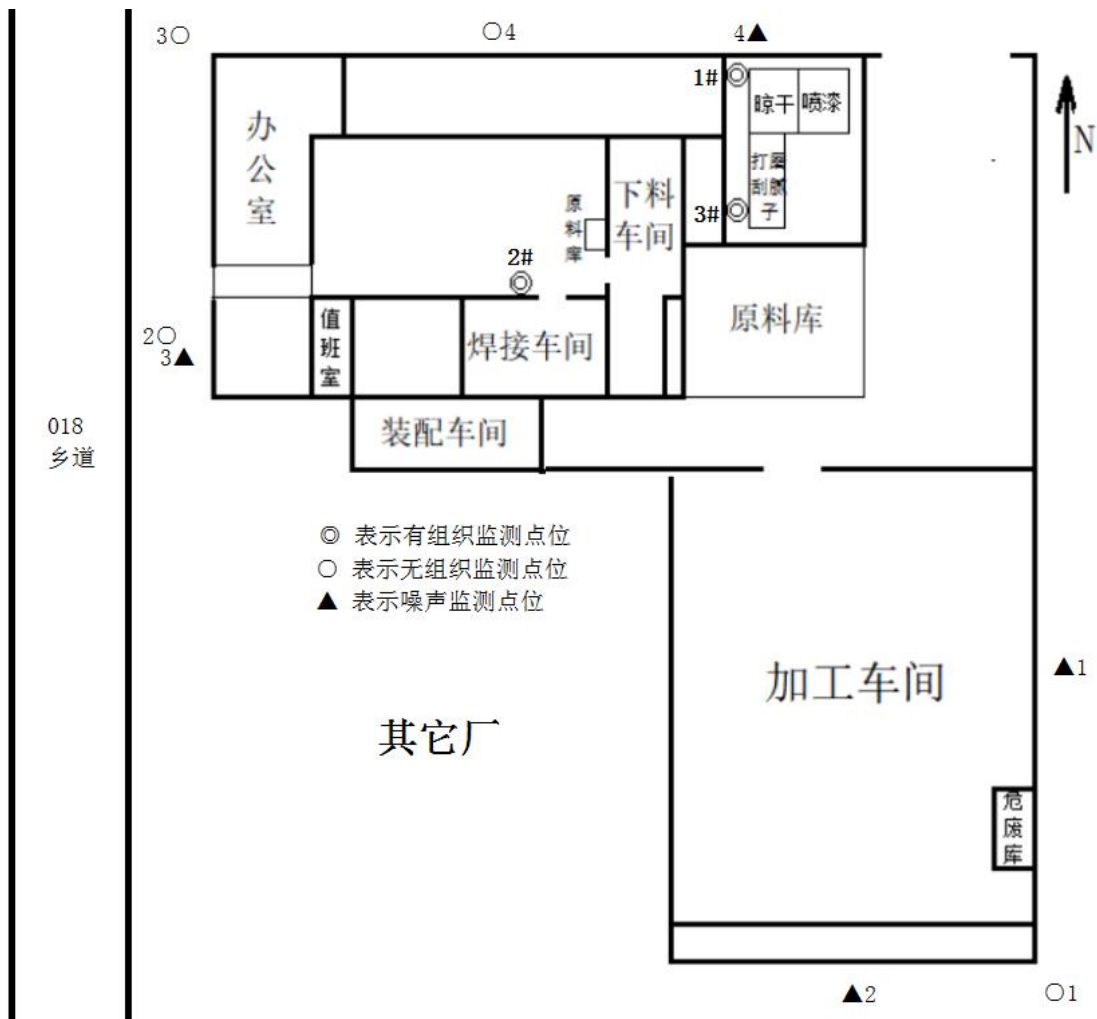 3○
○4
4▲
1#
晾干
喷漆
办公室
N
打磨
刮腻
子
下料
车间
3#
原料库
2#
原料库
2○
3▲
值班室
焊接车间
装配车间
018
乡道
◎ 表示有组织监测点位
○ 表示无组织监测点位
▲ 表示噪声监测点位
加工车间
▲1
其它厂
危废库
▲2
○1